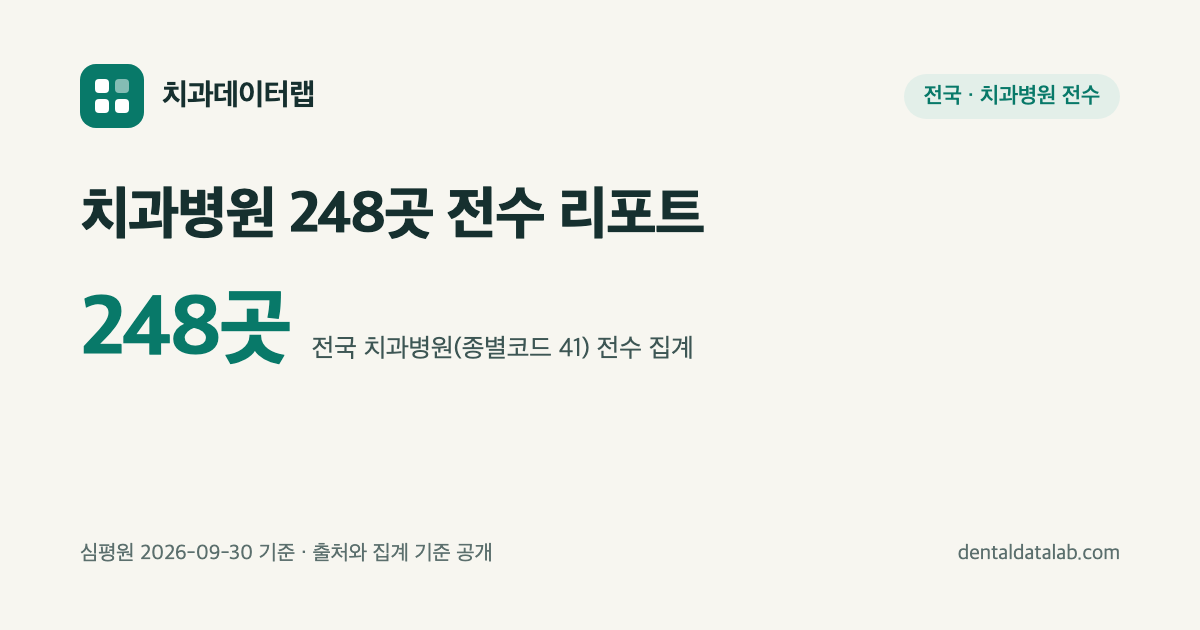 치과데이터랩
전국 · 치과병원 전수
치과병원 248곳 전수 리포트
248곳 전국 치과병원(종별코드 41) 전수 집계
심평원 2026-09-30 기준 · 출처와 집계 기준 공개
dentaldatalab.com